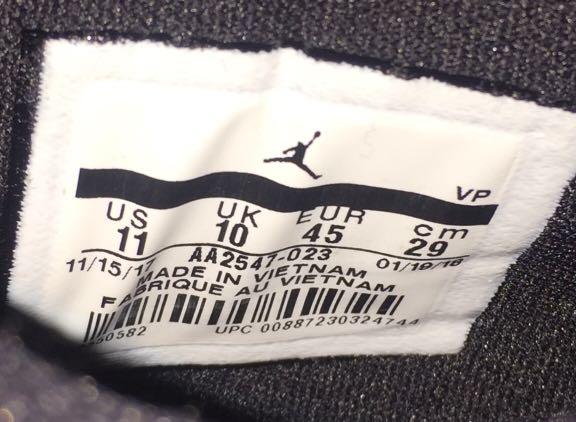 VP
US UK EUR cm
11 10 45 29
AA2547-023
11/15/17 01/19/18
MADE IN VIETNAM
FABRIQUE AU VIETNAM
UPC 00887230324744